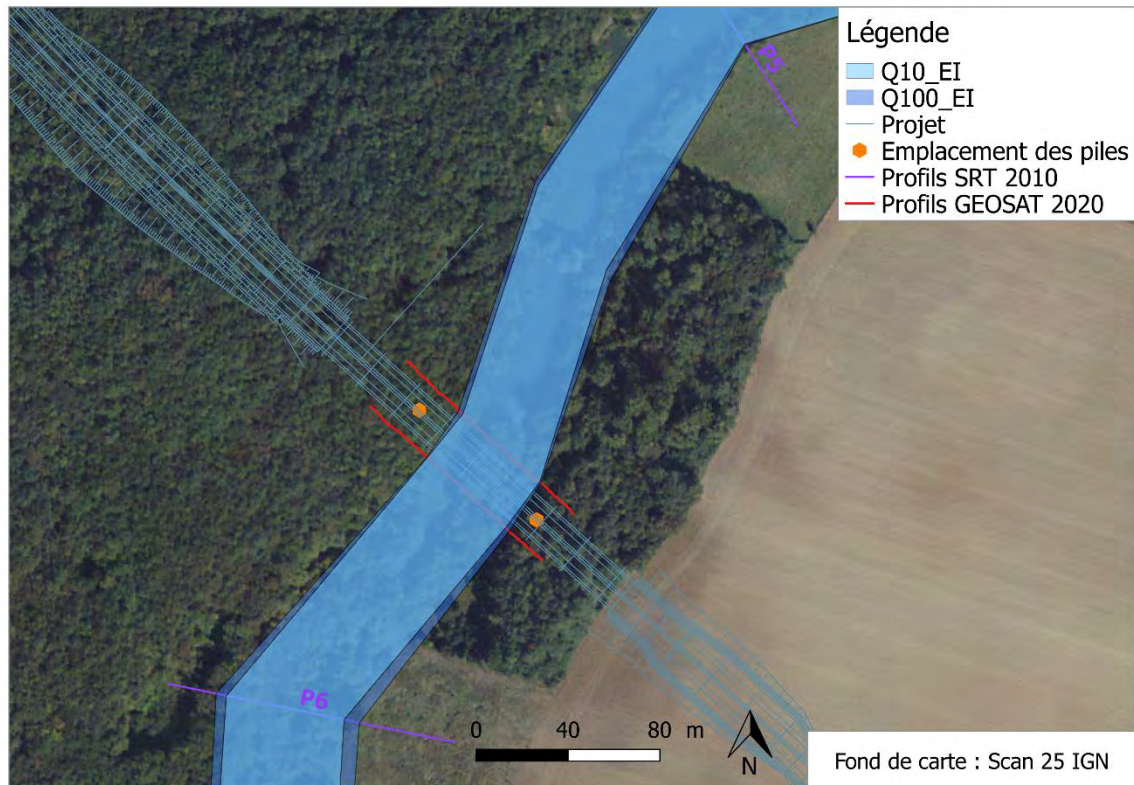 Légende
Q10_EI
Q100_EI
Projet
Emplacement des piles
Profils SRT 2010
Profils GEOSAT 2020
P5
P6
0 40 80 m
N
Fond de carte : Scan 25 IGN